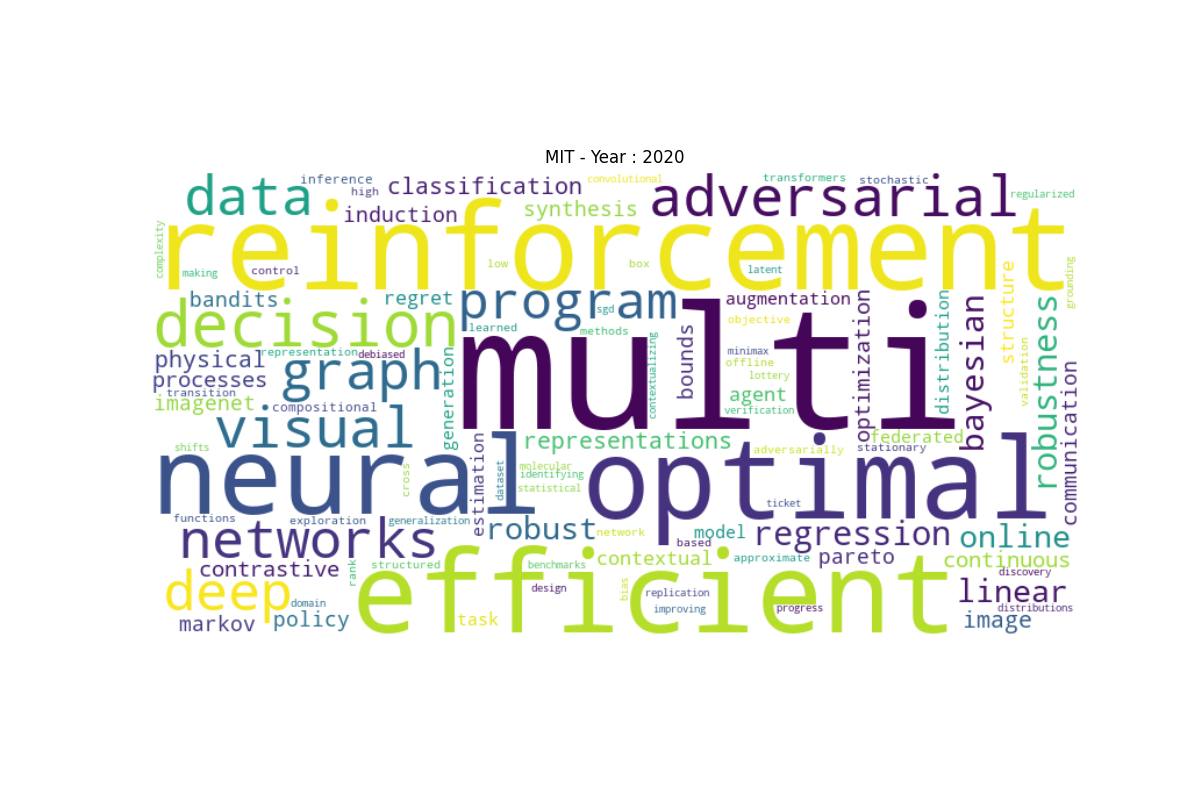 MIT - Year : 2020
data
inference
high
classification
convolutional
transformers
stochastic
adversarial
regularized
induction
synthesis
reinforcement
complexity
making
control
low
box
latent
grounding
bandits
regret
program
sgd
augmentation
structure
decision
learned
methods
objective
multi
optimization
distribution
bayesian
robustness
validation
physical
representation
debiased
graph
generation
contextualizing
bounds
minimax
offline
lottery
processes
transition
imagenet
compositional
agent
verification
communication
visual
representations
federated
shifts
adversarially
stationary
neural
cross
estimation
dataset
molecular
identifying
statistical
optimal
ticket
functions
exploration
generalization
networks
robust
network
model
based
regression
online
contrastive
rank
structured
benchmarks
contextual
approximate
pareto
continuous
discovery
deep
domain
efficient
design
bias
replication
improving
progress
linear
distributions
markov
policy
task
image